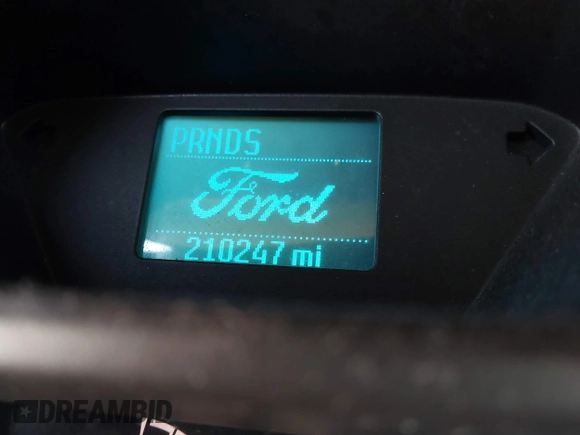 PRNDS
Ford
210247 mi
DREAMBID